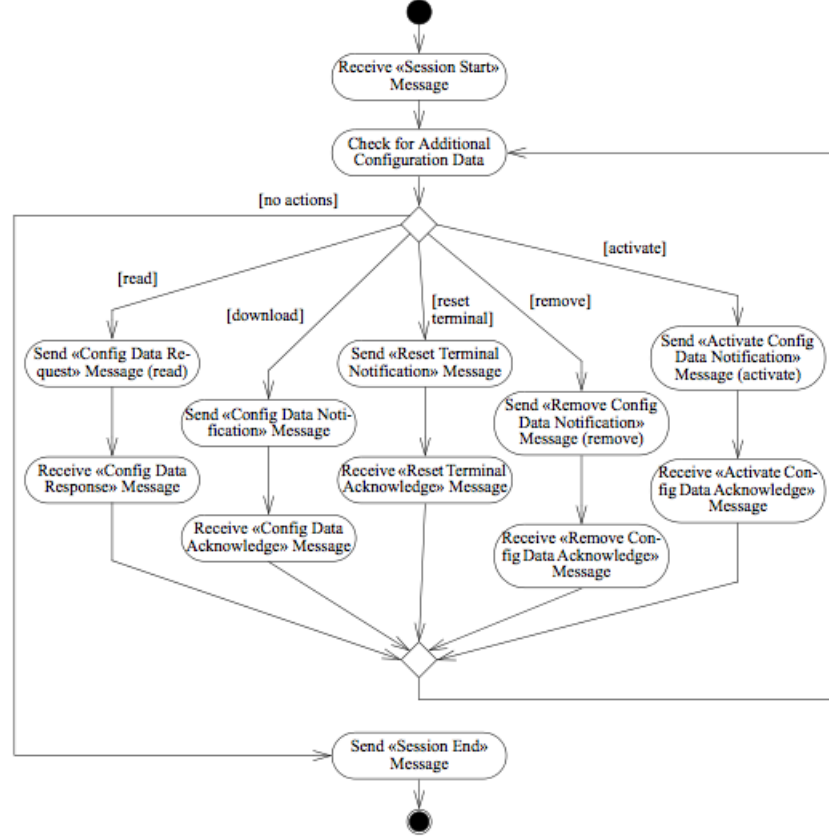 Receive «Session Start»
Message
Check for Additional
Configuration Data
[no actions]
[activate]
[read]
[download]
[reset
terminal]
[remove]
Send «Config Data Re-
quest» Message (read)
Send «Config Data Noti-
fication» Message
Send «Reset Terminal
Notification» Message
Send «Remove Config
Data Notification»
Message (remove)
Send «Activate Config
Data Notification»
Message (activate)
Receive «Config Data
Response» Message
Receive «Config Data
Acknowledge» Message
Receive «Reset Terminal
Acknowledge» Message
Receive «Remove Con-
fig Data Acknowledge»
Message
Receive «Activate Con-
fig Data Acknowledge»
Message
Send «Session End»
Message